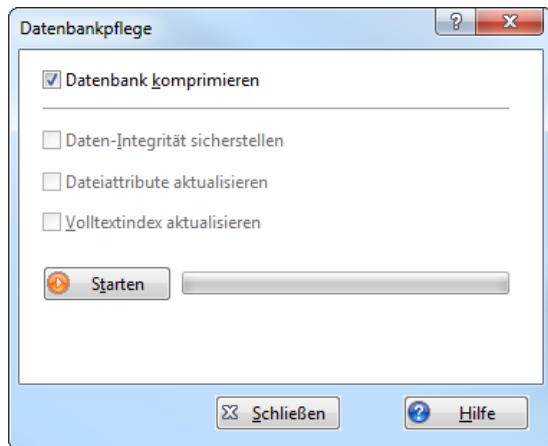 Datenbankpflege
Datenbank komprimieren
Daten-Integrität sicherstellen
Dateiattribute aktualisieren
Volltextindex aktualisieren
Starten
Schließen
Hilfe